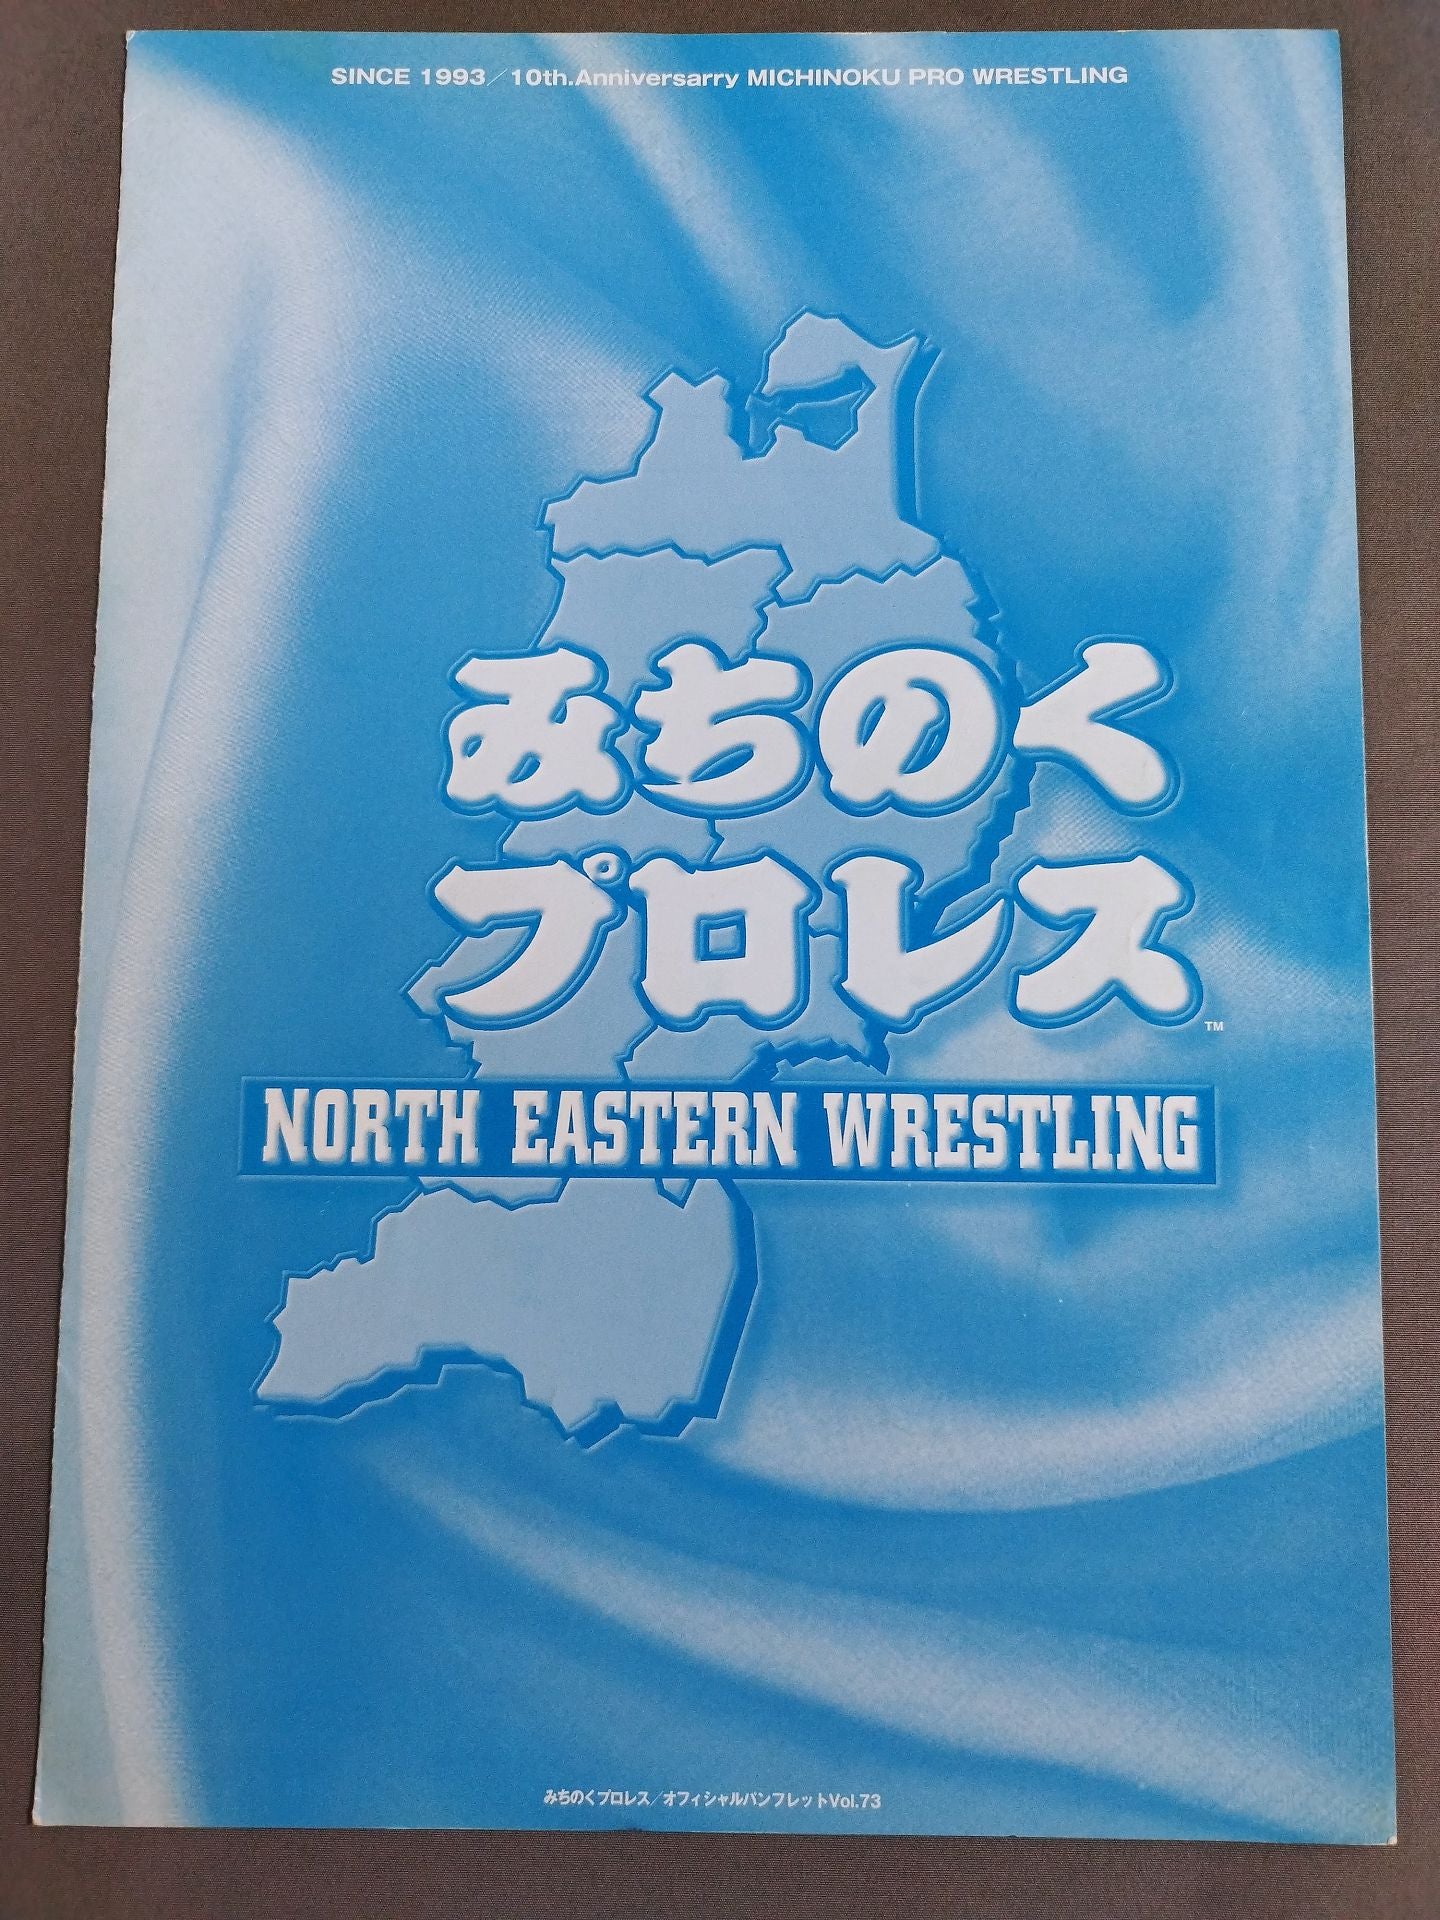 SINCE 1993／10th.Anniversarry MICHINOKU PRO WRESTLING
みちのく
プロレス
TM
NORTH EASTERN WRESTLING
みちのくプロレス／オフィシャルパンフレットVol.73